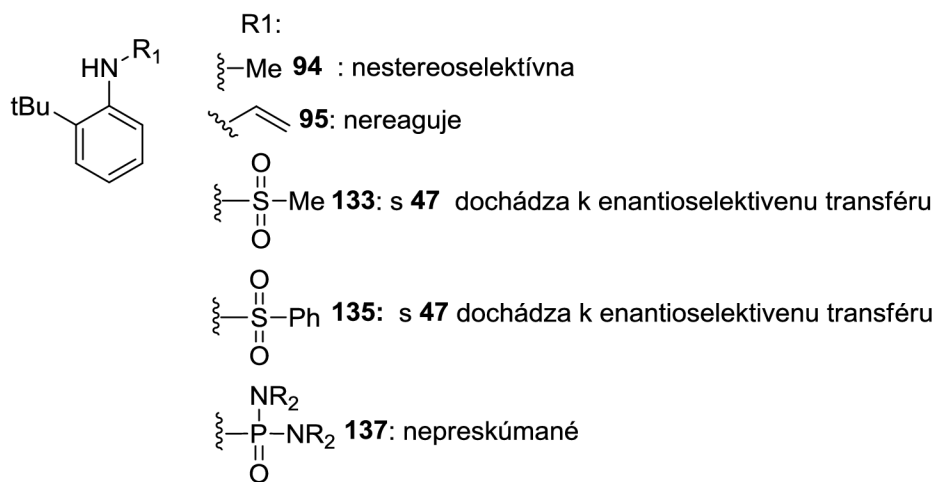 R1:
HN
R1
tBu
Me 94 : nestereoselektívna
95: nereaguje
O
S
Me 133: s 47 dochádza k enantioselektivenu transféru
O
O
S
Ph 135: s 47 dochádza k enantioselektivenu transféru
O
NR2
P
NR2 137: nepreskúmané
O